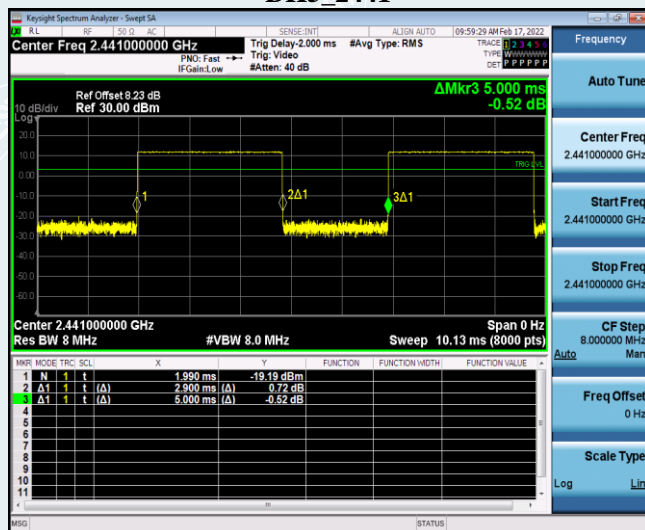 Keysight Spectrum Analyzer - Swept SA
RL RF 50 Ω AC SENSE:INT ALIGN AUTO 09:59:29 AM Feb 17, 2022
Center Freq 2.441000000 GHz
PNO: Fast
IFGain:Low
Trig Delay-2.000 ms
Trig: Video
#Atten: 40 dB
#Avg Type: RMS
TRACE 1 2 3 4 5 6
TYPE
DET P P P P P P
Ref Offset 8.23 dB
Ref 30.00 dBm
10 dB/div
Log
ΔMkr3 5.000 ms
-0.52 dB
20.0
10.0
0.00
-10.0
-20.0
-30.0
-40.0
-50.0
-60.0
TRIG LVL
1
2Δ1
3Δ1
Center 2.441000000 GHz Span 0 Hz
Res BW 8 MHz #VBW 8.0 MHz Sweep 10.13 ms (8000 pts)
MKR MODE TRC SCL X Y FUNCTION FUNCTION WIDTH FUNCTION VALUE
1 N 1 t 1.990 ms -19.19 dBm
2 Δ1 1 t (Δ) 2.900 ms (Δ) 0.72 dB
3 Δ1 1 t (Δ) 5.000 ms (Δ) -0.52 dB
4
5
6
7
8
9
10
11
MSG STATUS
Frequency
Auto Tune
Center Freq
2.441000000 GHz
Start Freq
2.441000000 GHz
Stop Freq
2.441000000 GHz
CF Step
8.000000 MHz
Auto Man
Freq Offset
0 Hz
Scale Type
Log Lin